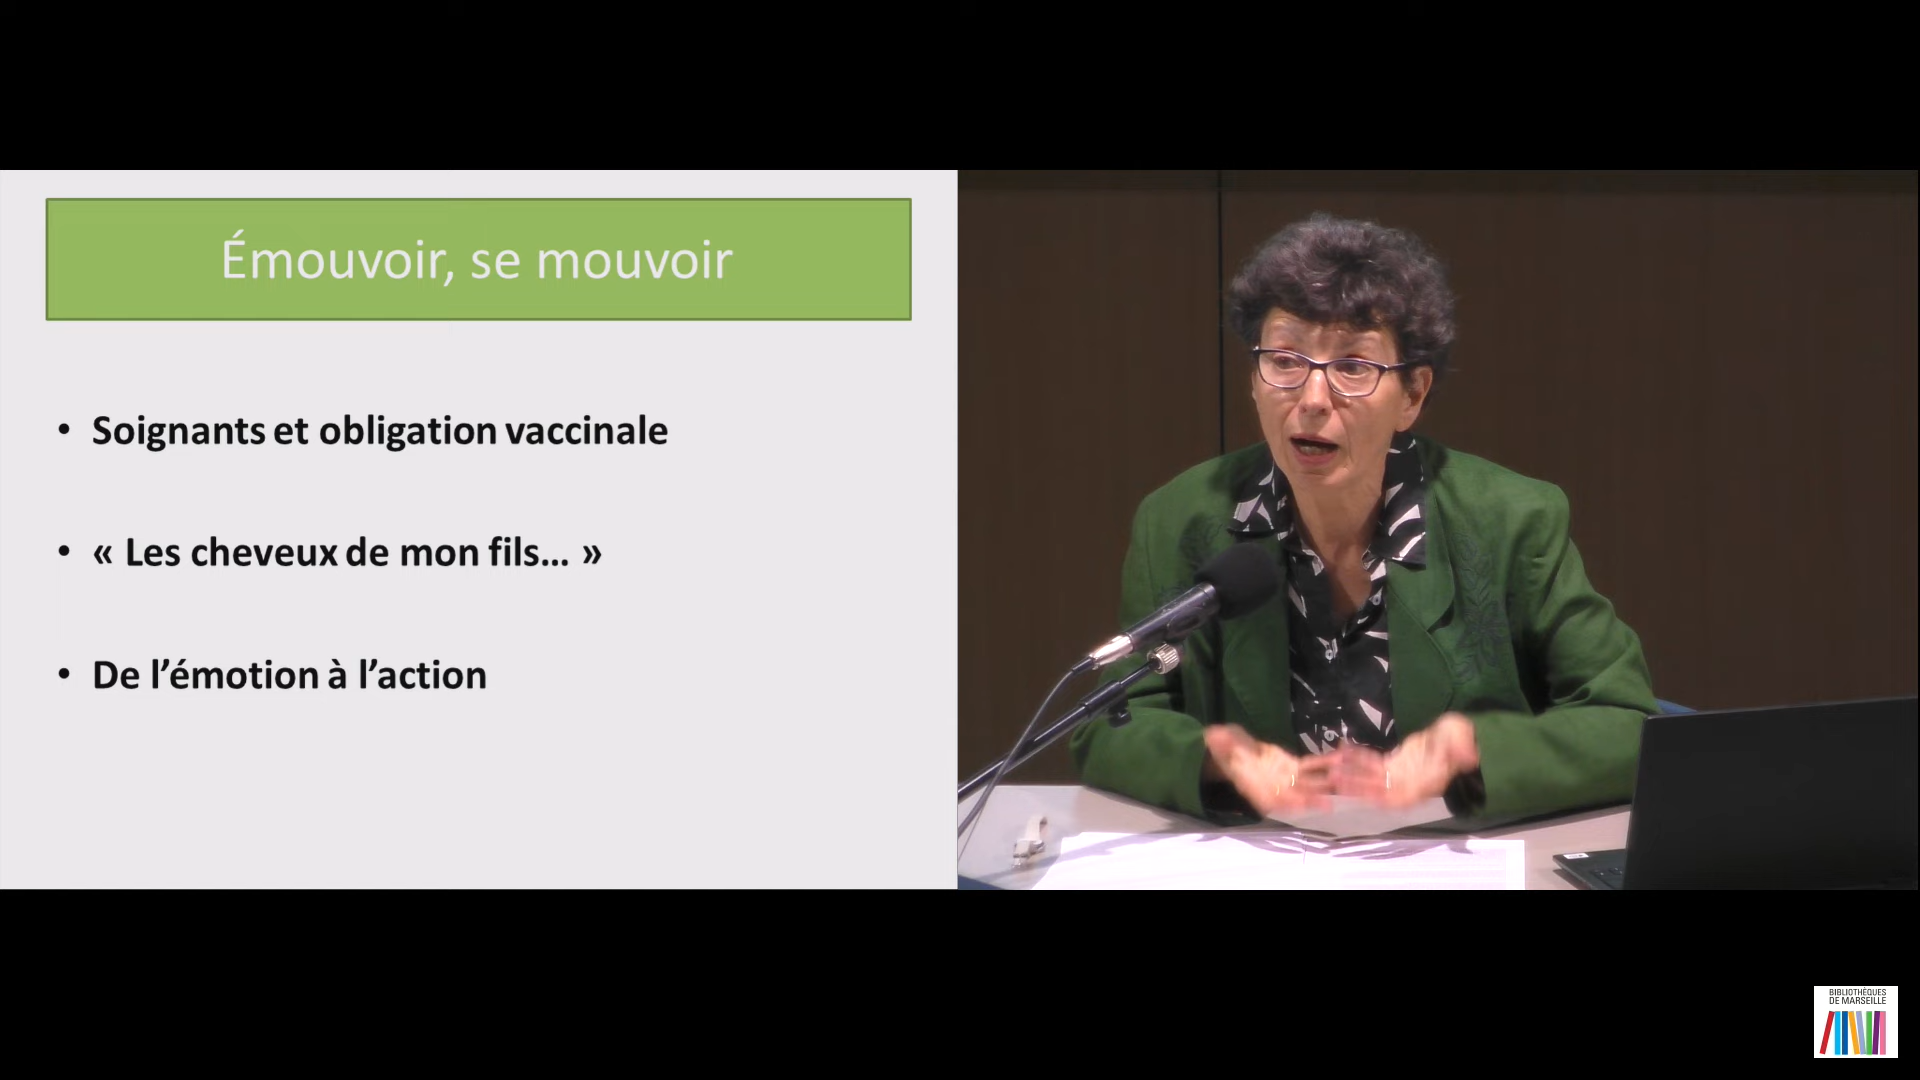 Émouvoir, se mouvoir
• Soignants et obligation vaccinale
• « Les cheveux de mon fils... »
• De l’émotion à l’action
BIBLIOTHÈQUES
DE MARSEILLE